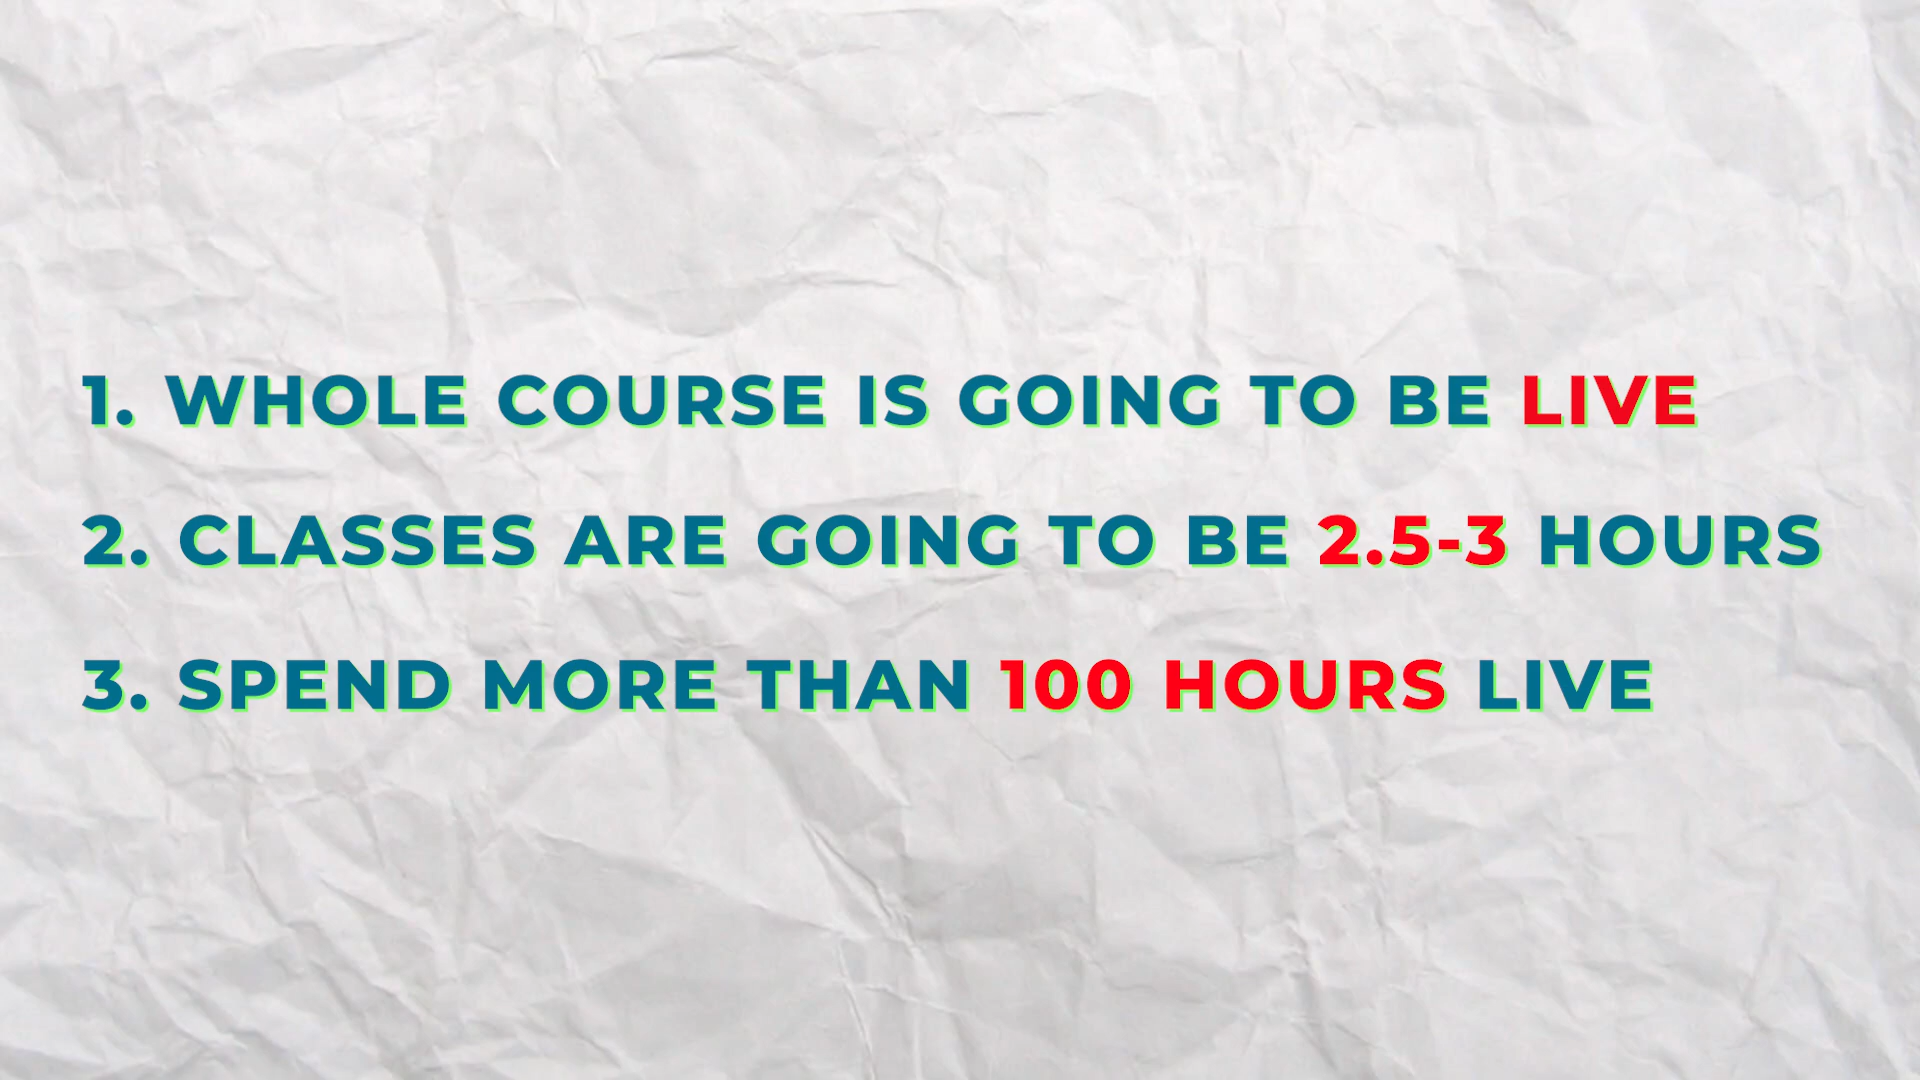 1. WHOLE COURSE IS GOING TO BE LIVE
2. CLASSES ARE GOING TO BE 2.5-3 HOURS
3. SPEND MORE THAN 100 HOURS LIVE